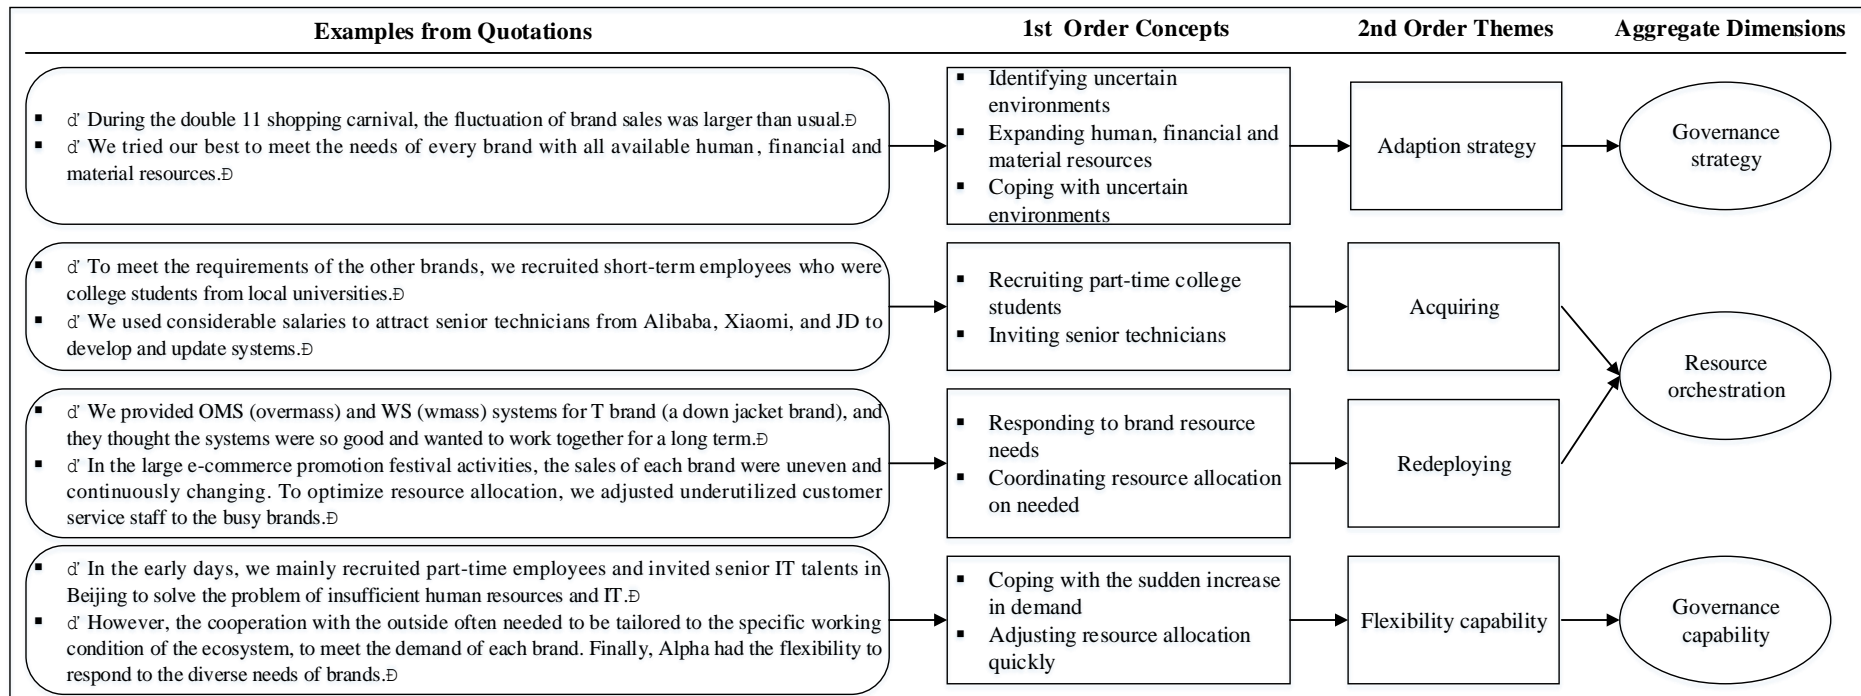 Examples from Quotations
1st Order Concepts
2nd Order Themes
Aggregate Dimensions
▪ ď During the double 11 shopping carnival, the fluctuation of brand sales was larger than usual.Đ
▪ ď We tried our best to meet the needs of every brand with all available human, financial and
material resources.Đ
▪ Identifying uncertain
environments
▪ Expanding human, financial and
material resources
▪ Coping with uncertain
environments
Adaption strategy
Governance
strategy
▪ ď To meet the requirements of the other brands, we recruited short-term employees who were
college students from local universities.Đ
▪ ď We used considerable salaries to attract senior technicians from Alibaba, Xiaomi, and JD to
develop and update systems.Đ
▪ Recruiting part-time college
students
▪ Inviting senior technicians
Acquiring
Resource
orchestration
▪ ď We provided OMS (overmass) and WS (wmass) systems for T brand (a down jacket brand), and
they thought the systems were so good and wanted to work together for a long term.Đ
▪ ď In the large e-commerce promotion festival activities, the sales of each brand were uneven and
continuously changing. To optimize resource allocation, we adjusted underutilized customer
service staff to the busy brands.Đ
▪ Responding to brand resource
needs
▪ Coordinating resource allocation
on needed
Redeploying
▪ ď In the early days, we mainly recruited part-time employees and invited senior IT talents in
Beijing to solve the problem of insufficient human resources and IT.Đ
▪ ď However, the cooperation with the outside often needed to be tailored to the specific working
condition of the ecosystem, to meet the demand of each brand. Finally, Alpha had the flexibility to
respond to the diverse needs of brands.Đ
▪ Coping with the sudden increase
in demand
▪ Adjusting resource allocation
quickly
Flexibility capability
Governance
capability